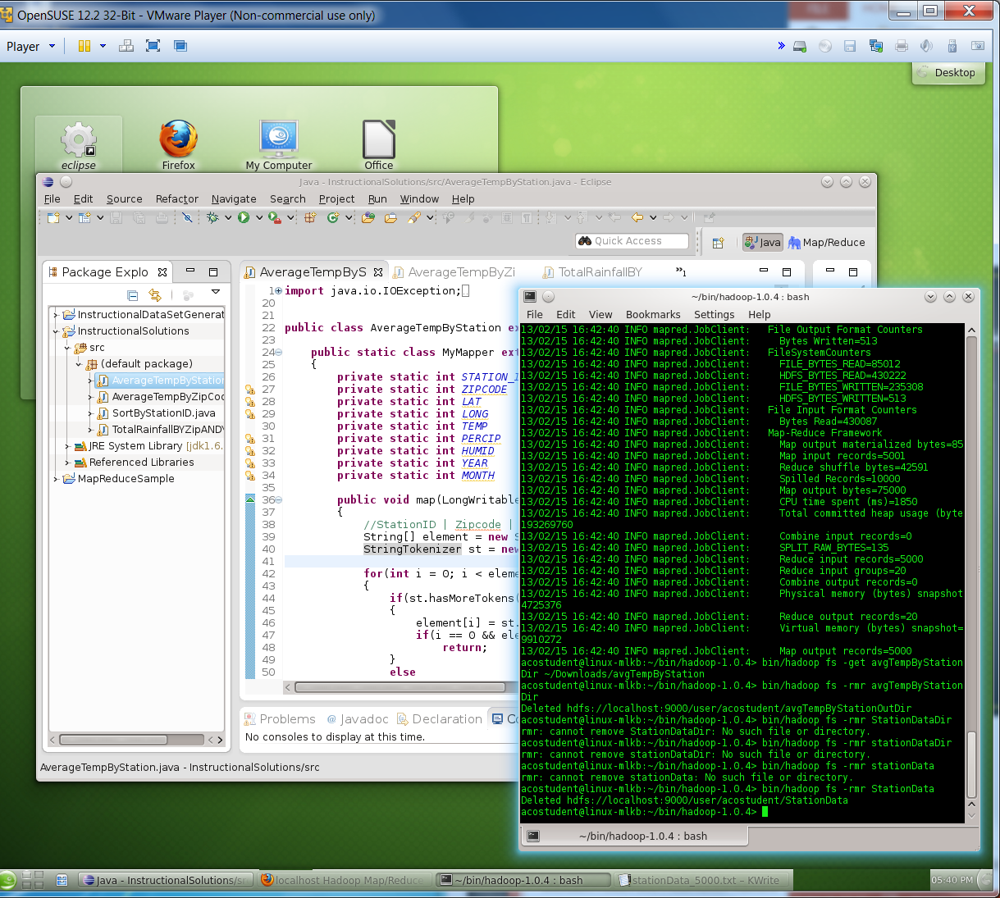 OpenSUSE 12.2 32-Bit - VMware Player (Non-commercial use only)
Player
Desktop
eclipse
Firefox
My Computer
Office
Java - InstructionalSolutions/src/AverageTempByStation.java - Eclipse
File Edit Source Refactor Navigate Search Project Run Window Help
Quick Access
Java
Map/Reduce
Package Explo
InstructionalDataSetGenerat
InstructionalSolutions
src
(default package)
AverageTempByStation
AverageTempByZipCo
SortByStationID.java
TotalRainfallBYZipAND
JRE System Library [jdk1.6.
Referenced Libraries
MapReduceSample
AverageTempByS
AverageTempByZi
TotalRainfallBY
»1
1 import java.io.IOException;
20
21
22 public class AverageTempByStation ex
23
24 public static class MyMapper ext
25 {
26 private static int STATION_I
27 private static int ZIPCODE
28 private static int LAT
29 private static int LONG
30 private static int TEMP
31 private static int PERCIP
32 private static int HUMID
33 private static int YEAR
34 private static int MONTH
35
36 public void map(LongWritable
37 {
38 //StationID | Zipcode |
39 String[] element = new S
40 StringTokenizer st = new
41
42 for(int i = 0; i < eleme
43 {
44 if(st.hasMoreTokens(
45 {
46 element[i] = st.
47 if(i == 0 && ele
48 return;
49 }
50 else
Problems @ Javadoc Declaration Co
No consoles to display at this time.
AverageTempByStation.java - InstructionalSolutions/src
~/bin/hadoop-1.0.4 : bash
File Edit View Bookmarks Settings Help
13/02/15 16:42:40 INFO mapred.JobClient: File Output Format Counters
13/02/15 16:42:40 INFO mapred.JobClient: Bytes Written=513
13/02/15 16:42:40 INFO mapred.JobClient: FileSystemCounters
13/02/15 16:42:40 INFO mapred.JobClient: FILE_BYTES_READ=85012
13/02/15 16:42:40 INFO mapred.JobClient: HDFS_BYTES_READ=430222
13/02/15 16:42:40 INFO mapred.JobClient: FILE_BYTES_WRITTEN=235308
13/02/15 16:42:40 INFO mapred.JobClient: HDFS_BYTES_WRITTEN=513
13/02/15 16:42:40 INFO mapred.JobClient: File Input Format Counters
13/02/15 16:42:40 INFO mapred.JobClient: Bytes Read=430087
13/02/15 16:42:40 INFO mapred.JobClient: Map-Reduce Framework
13/02/15 16:42:40 INFO mapred.JobClient: Map output materialized bytes=85
13/02/15 16:42:40 INFO mapred.JobClient: Map input records=5001
13/02/15 16:42:40 INFO mapred.JobClient: Reduce shuffle bytes=42591
13/02/15 16:42:40 INFO mapred.JobClient: Spilled Records=10000
13/02/15 16:42:40 INFO mapred.JobClient: Map output bytes=75000
13/02/15 16:42:40 INFO mapred.JobClient: CPU time spent (ms)=1850
13/02/15 16:42:40 INFO mapred.JobClient: Total committed heap usage (byte
193269760
13/02/15 16:42:40 INFO mapred.JobClient: Combine input records=0
13/02/15 16:42:40 INFO mapred.JobClient: SPLIT_RAW_BYTES=135
13/02/15 16:42:40 INFO mapred.JobClient: Reduce input records=5000
13/02/15 16:42:40 INFO mapred.JobClient: Reduce input groups=20
13/02/15 16:42:40 INFO mapred.JobClient: Combine output records=0
13/02/15 16:42:40 INFO mapred.JobClient: Physical memory (bytes) snapshot
4725376
13/02/15 16:42:40 INFO mapred.JobClient: Reduce output records=20
13/02/15 16:42:40 INFO mapred.JobClient: Virtual memory (bytes) snapshot=
9910272
13/02/15 16:42:40 INFO mapred.JobClient: Map output records=5000
acostudent@linux-mlkb:~/bin/hadoop-1.0.4> bin/hadoop fs -get avgTempByStation
Dir ~/Downloads/avgTempByStation
acostudent@linux-mlkb:~/bin/hadoop-1.0.4> bin/hadoop fs -rmr avgTempByStation
Dir
Deleted hdfs://localhost:9000/user/acostudent/avgTempByStationOutDir
acostudent@linux-mlkb:~/bin/hadoop-1.0.4> bin/hadoop fs -rmr StationDataDir
rmr: cannot remove StationDataDir: No such file or directory.
acostudent@linux-mlkb:~/bin/hadoop-1.0.4> bin/hadoop fs -rmr stationDataDir
rmr: cannot remove stationDataDir: No such file or directory.
acostudent@linux-mlkb:~/bin/hadoop-1.0.4> bin/hadoop fs -rmr stationData
rmr: cannot remove stationData: No such file or directory.
acostudent@linux-mlkb:~/bin/hadoop-1.0.4> bin/hadoop fs -rmr StationData
Deleted hdfs://localhost:9000/user/acostudent/StationData
acostudent@linux-mlkb:~/bin/hadoop-1.0.4>
~/bin/hadoop-1.0.4 : bash
Java - InstructionalSolutions/sr
localhost Hadoop Map/Reduce
~/bin/hadoop-1.0.4 : bash
stationData_5000.txt – KWrite
05:40 PM